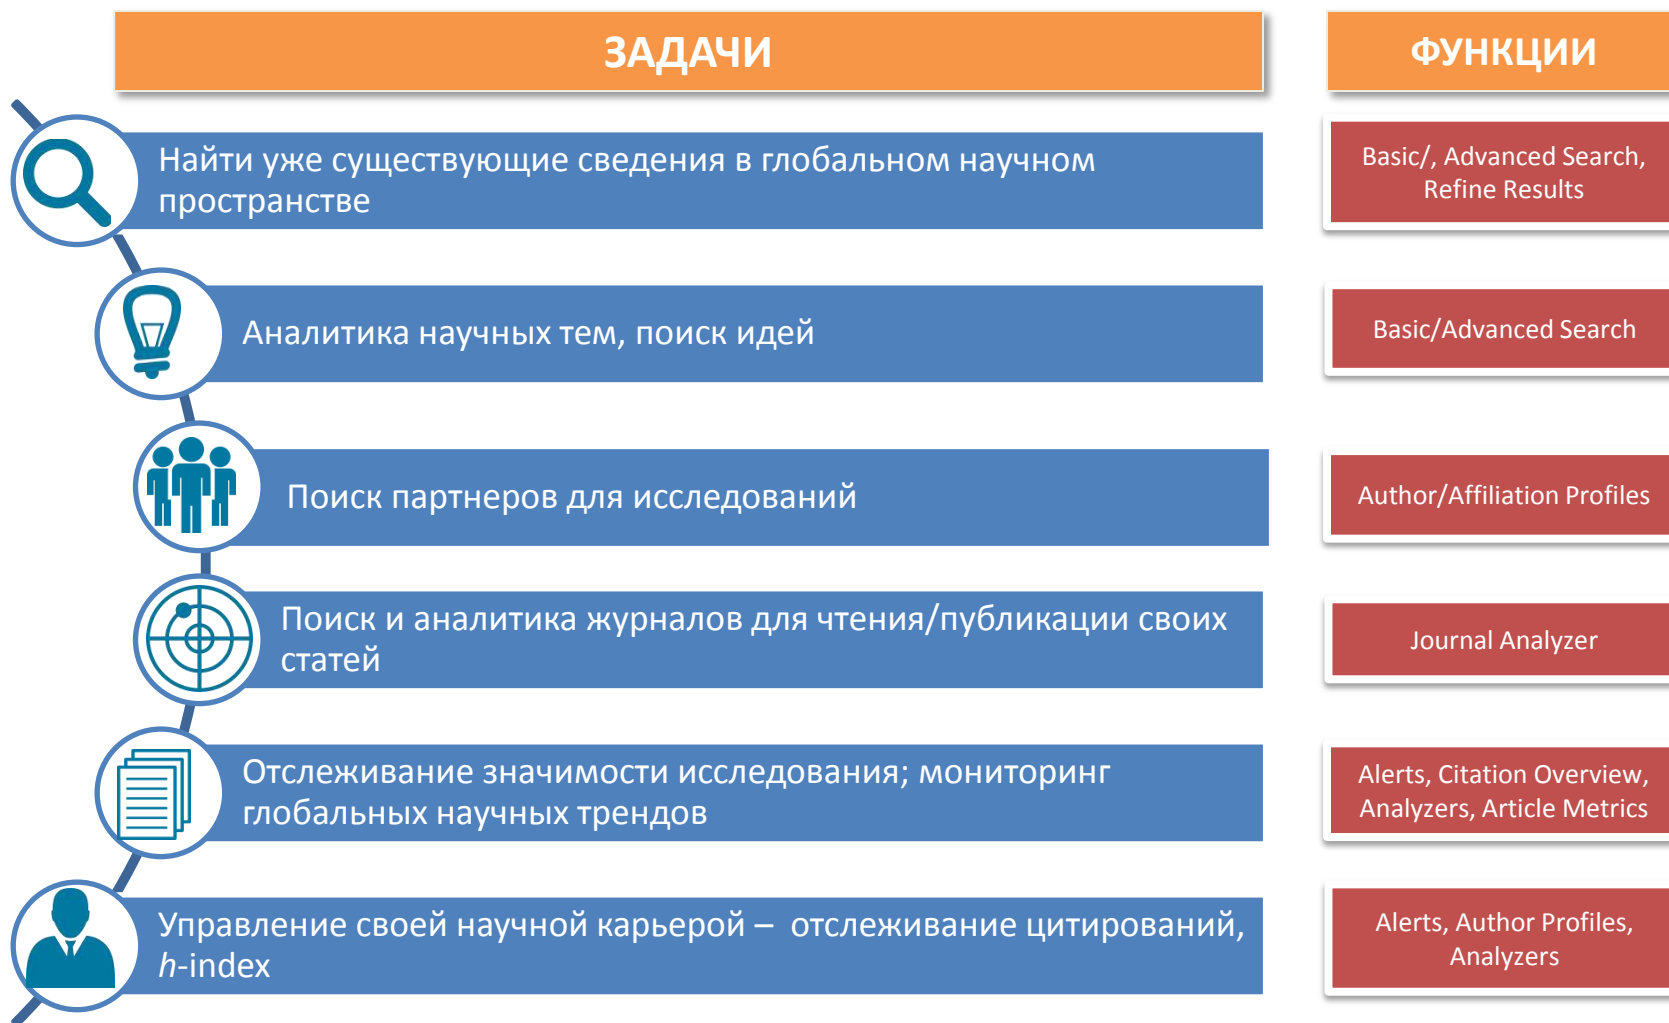 ЗАДАЧИ
ФУНКЦИИ
Найти уже существующие сведения в глобальном научном
пространстве
Basic/, Advanced Search,
Refine Results
Аналитика научных тем, поиск идей
Basic/Advanced Search
Поиск партнеров для исследований
Author/Affiliation Profiles
Поиск и аналитика журналов для чтения/публикации своих
статей
Journal Analyzer
Отслеживание значимости исследования; мониторинг
глобальных научных трендов
Alerts, Citation Overview,
Analyzers, Article Metrics
Управление своей научной карьерой – отслеживание цитирований,
h-index
Alerts, Author Profiles,
Analyzers